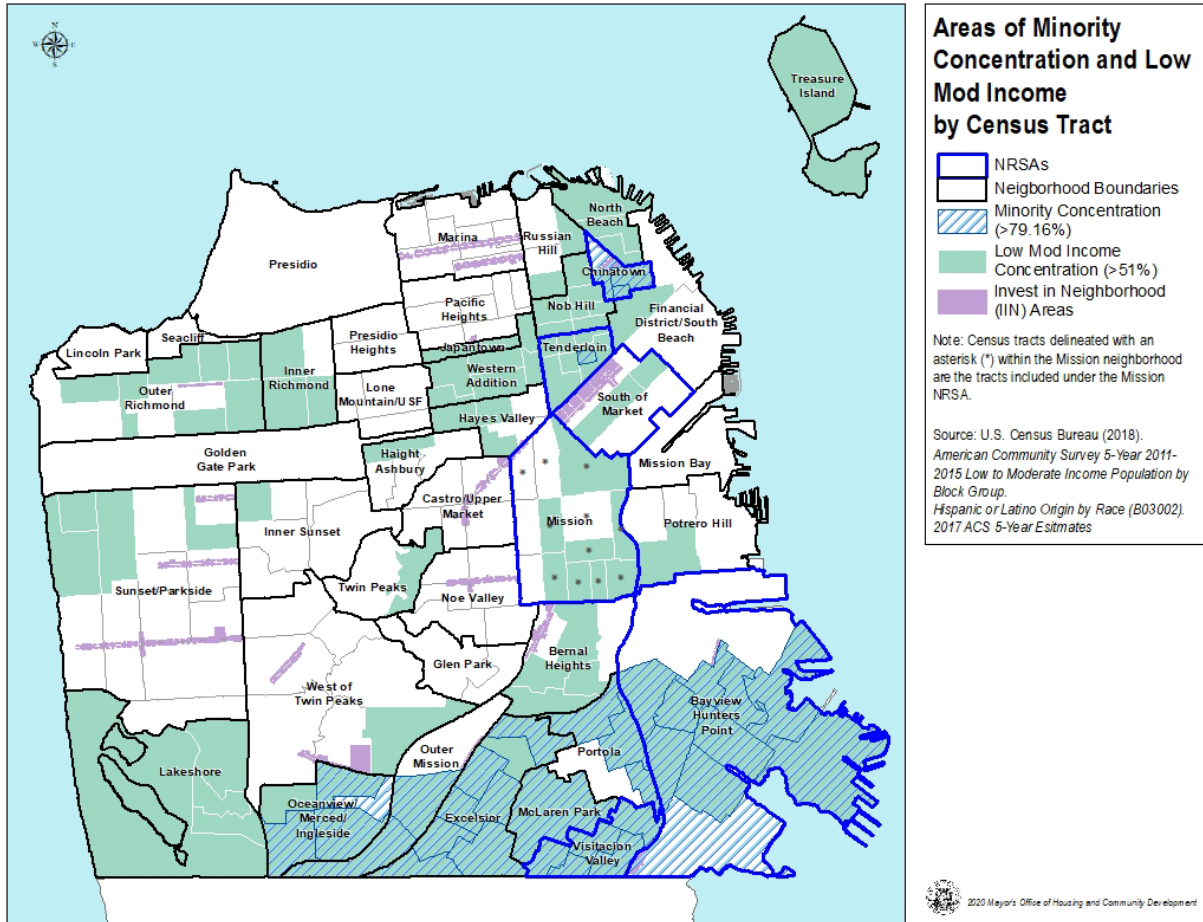 Areas of Minority
Concentration and Low
Mod Income
by Census Tract
NRSAs
Neigborhood Boundaries
Minority Concentration
(>79.16%)
Low Mod Income
Concentration (>51%)
Invest in Neighborhood
(IIN) Areas
Note: Census tracts delineated with an
asterisk (*) within the Mission neighborhood
are the tracts included under the Mission
NRSA.
Source: U.S. Census Bureau (2018).
American Community Survey 5-Year 2011-
2015 Low to Moderate Income Population by
Block Group.
Hispanic or Latino Origin by Race (B03002).
2017 ACS 5-Year Esitmates
2020 Mayor's Office of Housing and Community Development
N
W
E
S
Treasure
Island
North
Beach
Marina
Russian
Hill
Presidio
Chinatown
Pacific
Heights
Nob Hill
Financial
District/South
Beach
Seacliff
Lincoln Park
Presidio
Heights
Japantown
Tenderloin
Inner
Richmond
Western
Addition
Outer
Richmond
Lone
Mountain/USF
South of
Market
Hayes Valley
Golden
Gate Park
Haight
Ashbury
Mission Bay
Castro/Upper
Market
Mission
Potrero Hill
Inner Sunset
Sunset/Parkside
Twin Peaks
Noe Valley
Glen Park
Bernal
Heights
West of
Twin Peaks
Bayview
Hunters
Point
Outer
Mission
Portola
Lakeshore
Oceanview/
Merced/
Ingleside
Excelsior
McLaren Park
Visitacion
Valley